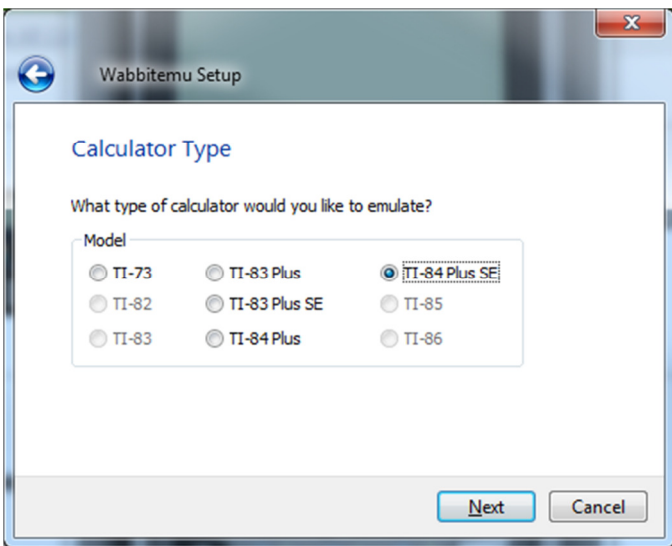 Wabbitemu Setup
Calculator Type
What type of calculator would you like to emulate?
Model
TI-73 TI-83 Plus TI-84 Plus SE
TI-82 TI-83 Plus SE TI-85
TI-83 TI-84 Plus TI-86
Next Cancel